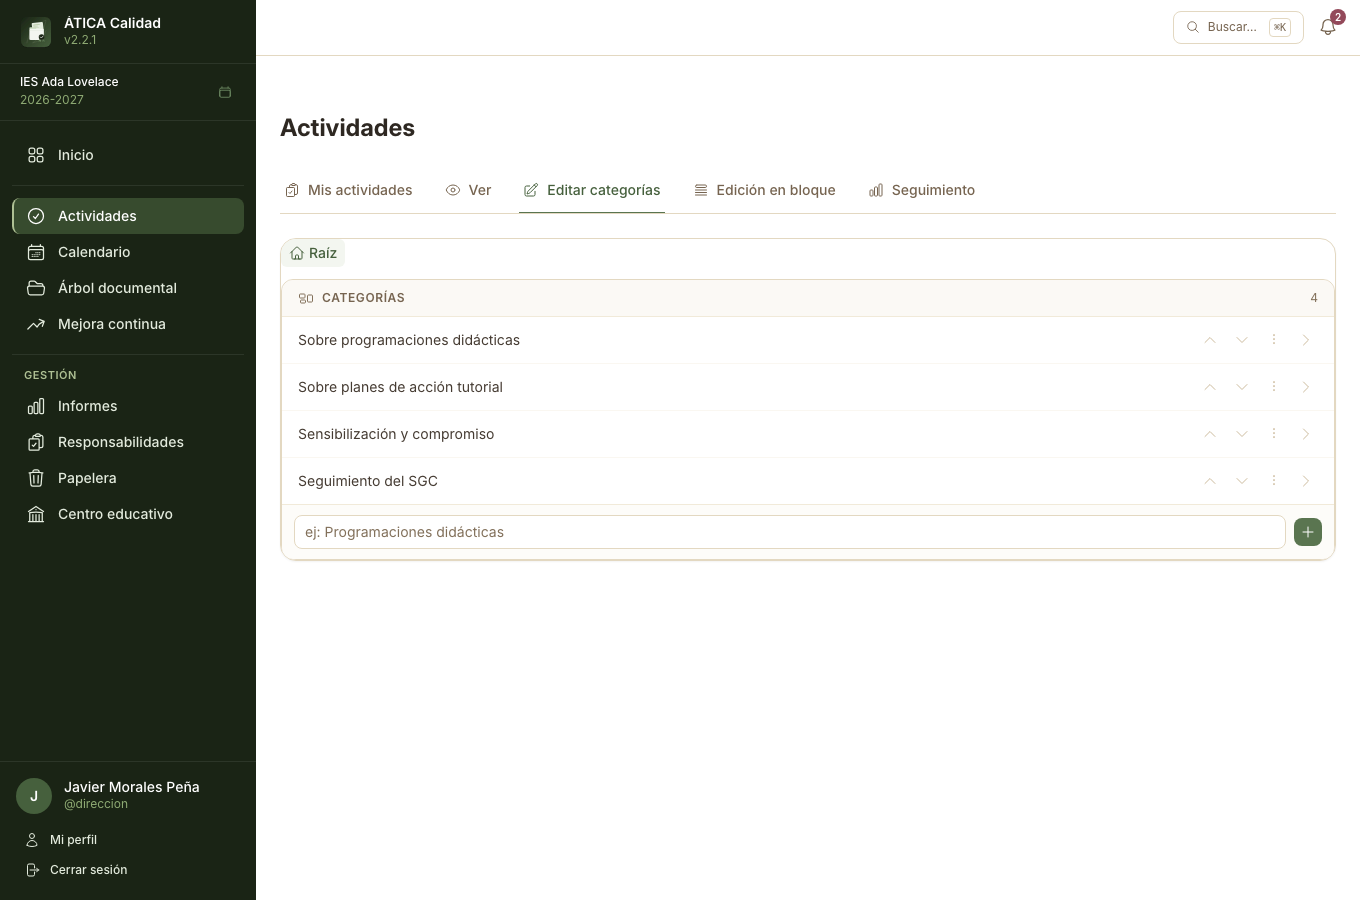 ÁTICA Calidad
v2.2.1
IES Ada Lovelace
2026-2027
Inicio
Actividades
Calendario
Árbol documental
Mejora continua
GESTIÓN
Informes
Responsabilidades
Papelera
Centro educativo
J
Javier Morales Peña
@direccion
Mi perfil
Cerrar sesión
Buscar... ⌘K
2
Actividades
Mis actividades Ver Editar categorías Edición en bloque Seguimiento
Raíz
CATEGORÍAS 4
Sobre programaciones didácticas
Sobre planes de acción tutorial
Sensibilización y compromiso
Seguimiento del SGC
ej: Programaciones didácticas